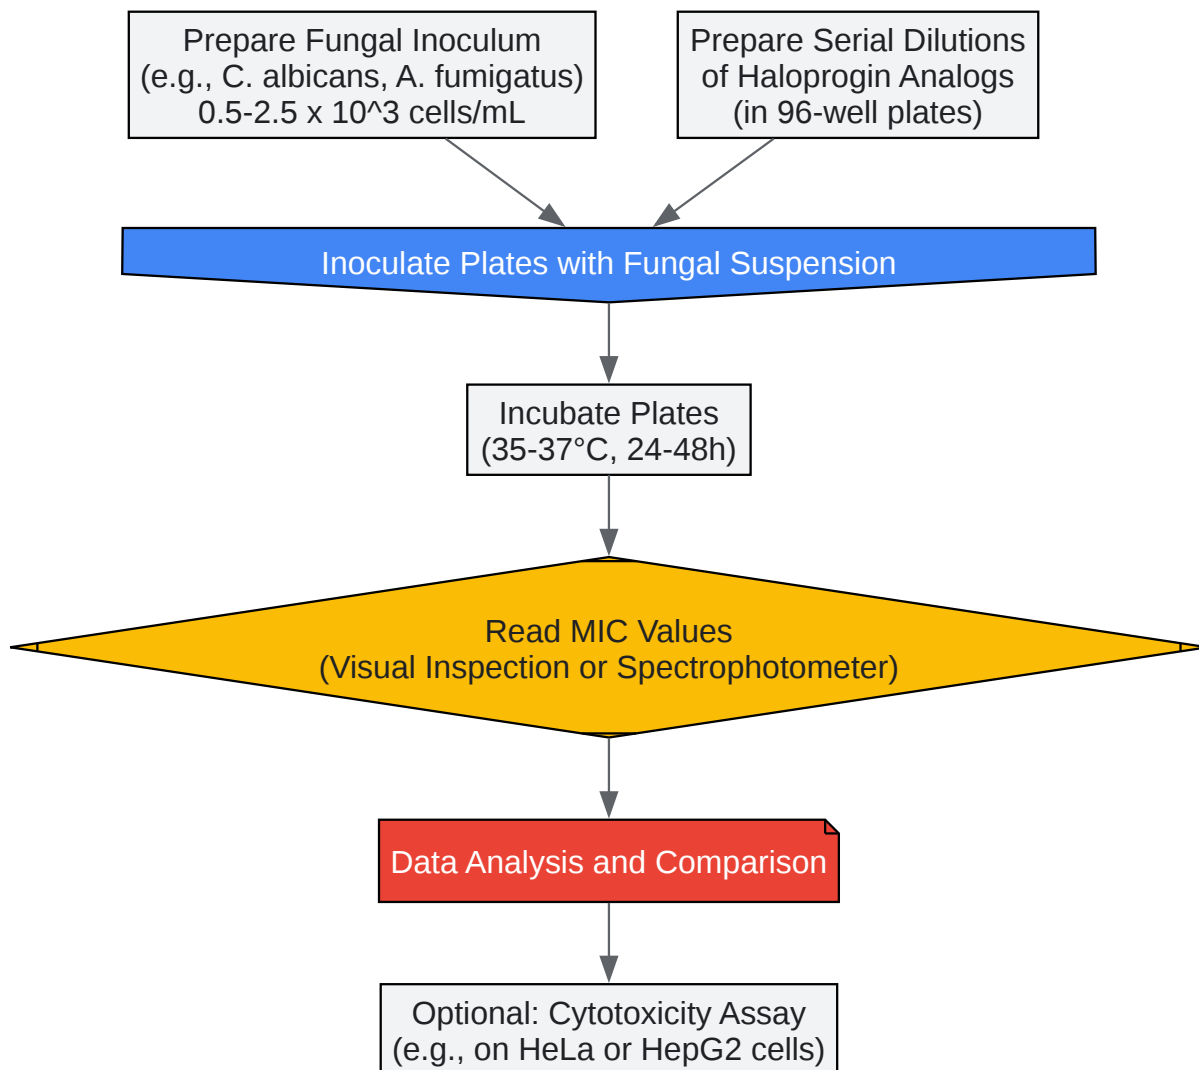 Prepare Fungal Inoculum
(e.g., C. albicans, A. fumigatus)
0.5-2.5 x 10^3 cells/mL
Prepare Serial Dilutions
of Haloprogin Analogs
(in 96-well plates)
Inoculate Plates with Fungal Suspension
Incubate Plates
(35-37°C, 24-48h)
Read MIC Values
(Visual Inspection or Spectrophotometer)
Data Analysis and Comparison
Optional: Cytotoxicity Assay
(e.g., on HeLa or HepG2 cells)